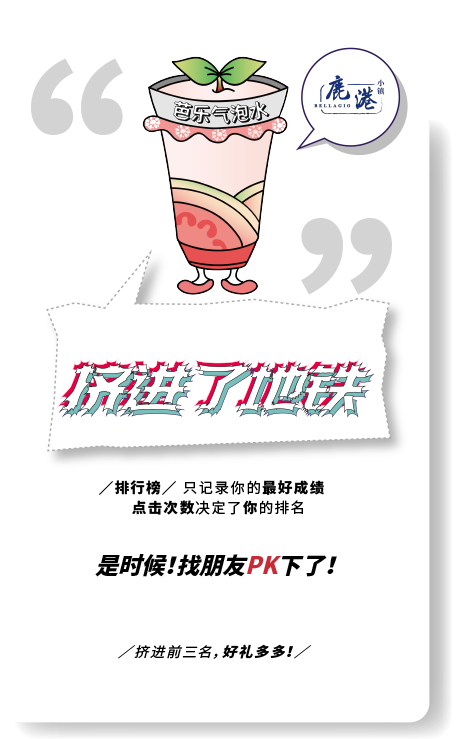 芭乐气泡水
鹿港
小镇
BELLAGIO
挤进了地铁
／排行榜／ 只记录你的最好成绩
点击次数决定了你的排名
是时候！找朋友PK下了！
／挤进前三名，好礼多多！／